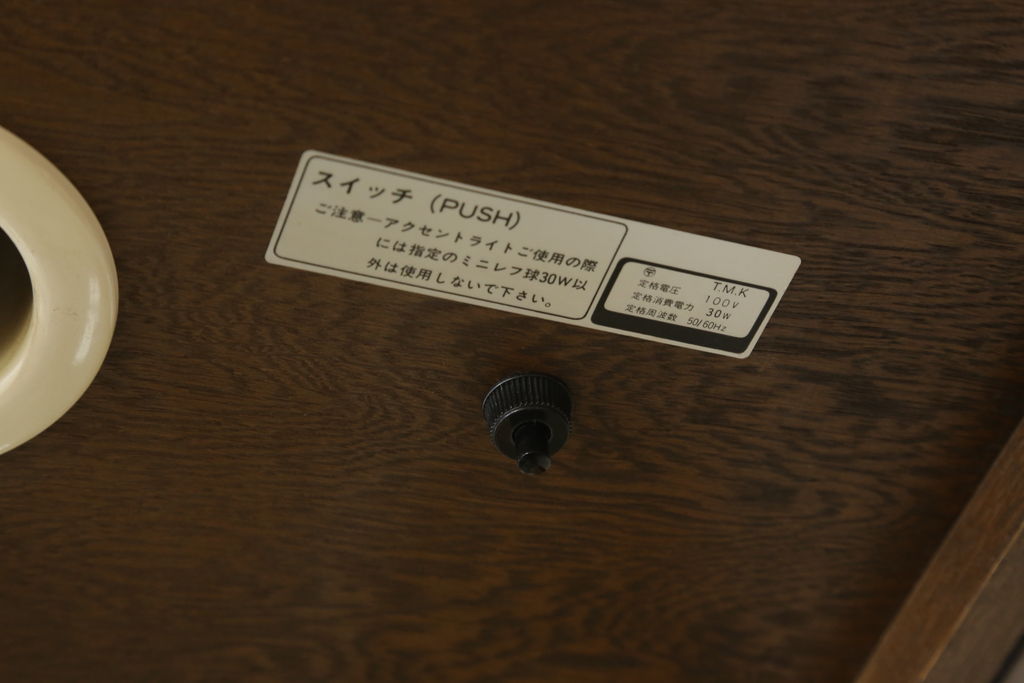 スイッチ (PUSH)
ご注意―アクセントライトご使用の際
には指定のミニレフ球30W以
外は使用しないで下さい。
〶 T.M.K
定格電圧 100V
定格消費電力 30W
定格周波数 50/60Hz